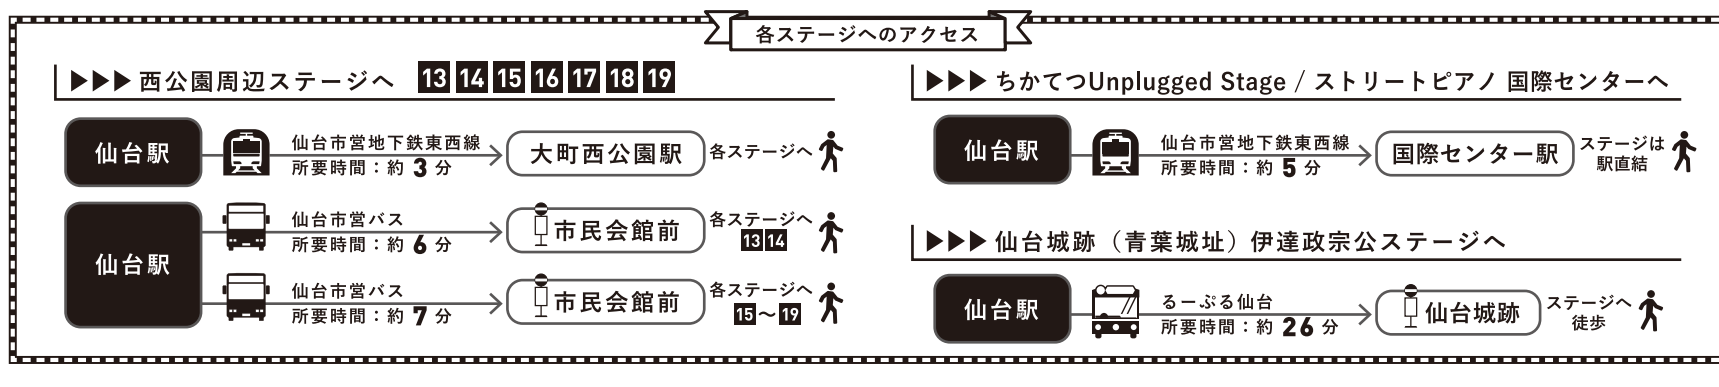 各ステージへのアクセス
▶▶▶ 西公園周辺ステージへ 13 14 15 16 17 18 19
仙台駅
仙台市営地下鉄東西線
所要時間：約 3 分
大町西公園駅
各ステージへ
仙台駅
仙台市営バス
所要時間：約 6 分
市民会館前
各ステージへ
13 14
仙台市営バス
所要時間：約 7 分
市民会館前
各ステージへ
15～19
▶▶▶ ちかてつUnplugged Stage / ストリートピアノ 国際センターへ
仙台駅
仙台市営地下鉄東西線
所要時間：約 5 分
国際センター駅
ステージは
駅直結
▶▶▶ 仙台城跡（青葉城址）伊達政宗公ステージへ
仙台駅
るーぷる仙台
所要時間：約 26 分
仙台城跡
ステージへ
徒歩